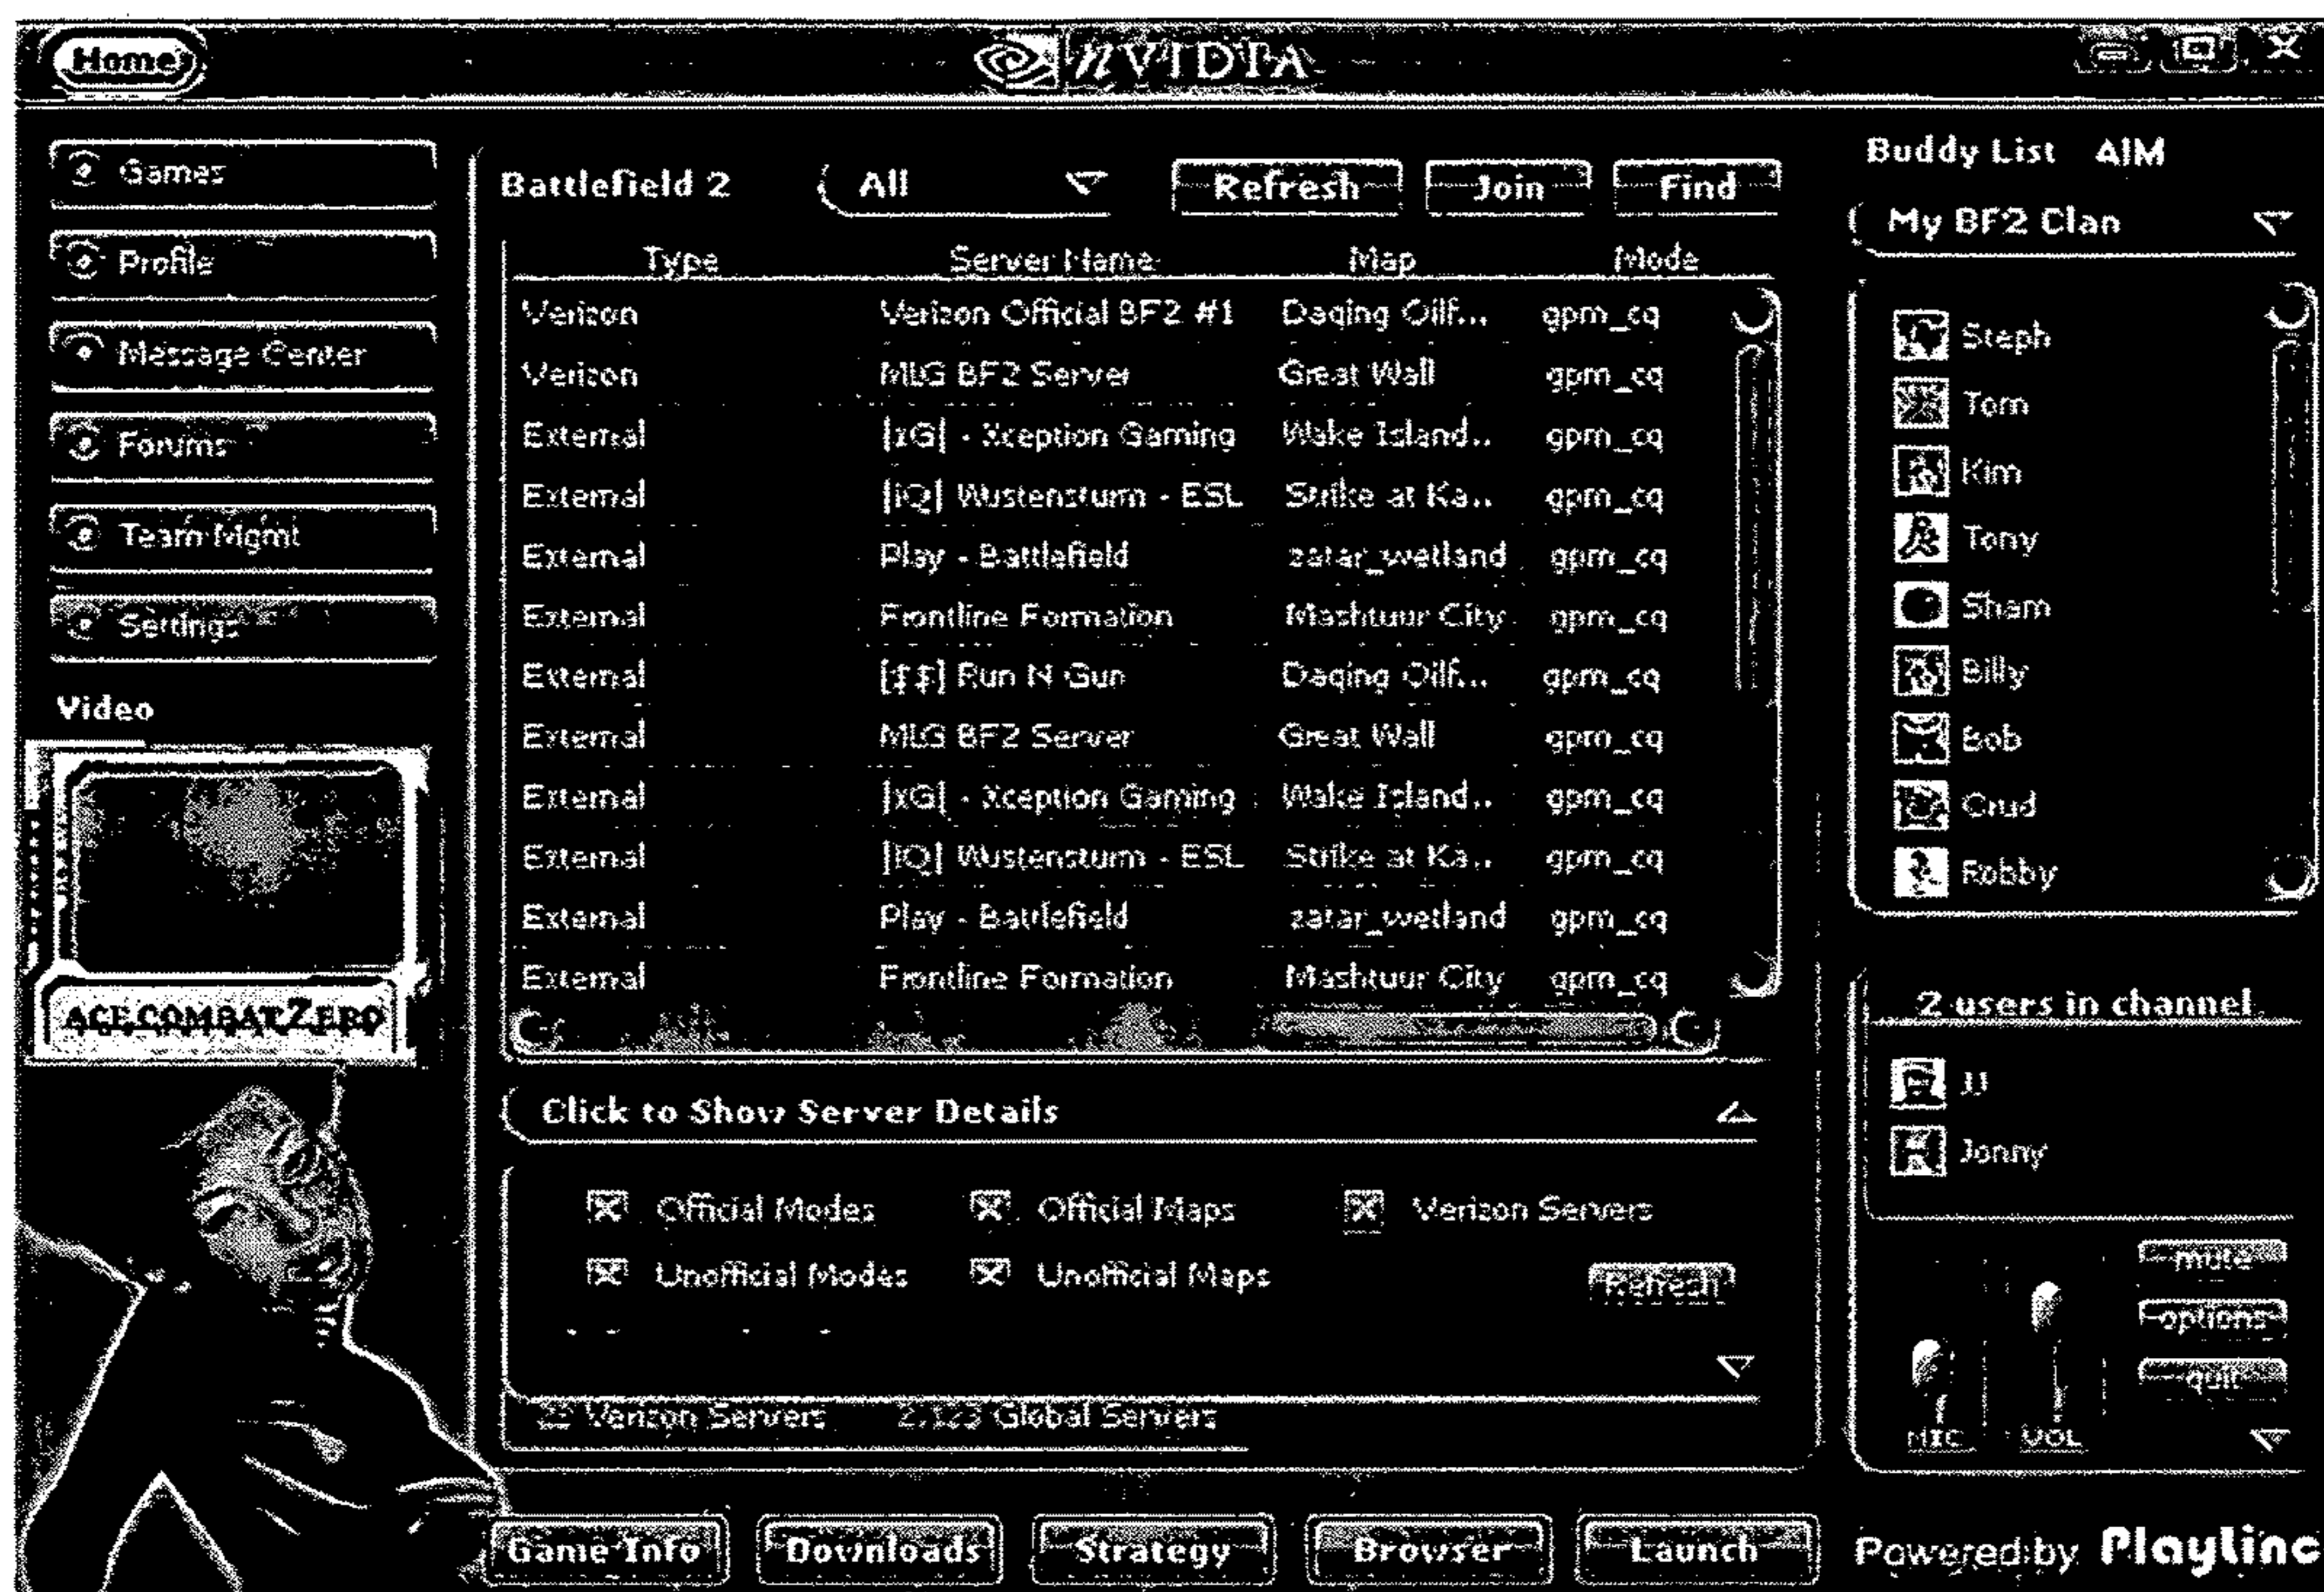 Home
nVIDIA
Games
Profile
Message Center
Forums
Team Mgmt
Settings
Video
ACE COMBAT ZERO
Battlefield 2 All Refresh Join Find
Type Server Name Map Mode
Verizon Verizon Official BF2 #1 Daqing Oilf... gpm_cq
Verizon MLG BF2 Server Great Wall gpm_cq
External |xG| - Xception Gaming Wake Island.. gpm_cq
External [iQ] Wustensturm - ESL Strike at Ka.. gpm_cq
External Play - Battlefield zatar_wetland gpm_cq
External Frontline Formation Mashtuur City gpm_cq
External [$$] Run N Gun Daqing Oilf... gpm_cq
External MLG BF2 Server Great Wall gpm_cq
External |xG| - Xception Gaming Wake Island.. gpm_cq
External [iQ] Wustensturm - ESL Strike at Ka.. gpm_cq
External Play - Battlefield zatar_wetland gpm_cq
External Frontline Formation Mashtuur City gpm_cq
Click to Show Server Details
Official Modes Official Maps Verizon Servers
Unofficial Modes Unofficial Maps
Refresh
Verizon Servers Global Servers
Buddy List AIM
My BF2 Clan
Steph
Tom
Kim
Tony
Sham
Billy
Bob
Crud
Robby
2 users in channel
JJ
Jonny
mute
options
quit
MIC VOL
Game Info Downloads Strategy Browser Launch
Powered by PlayLinc